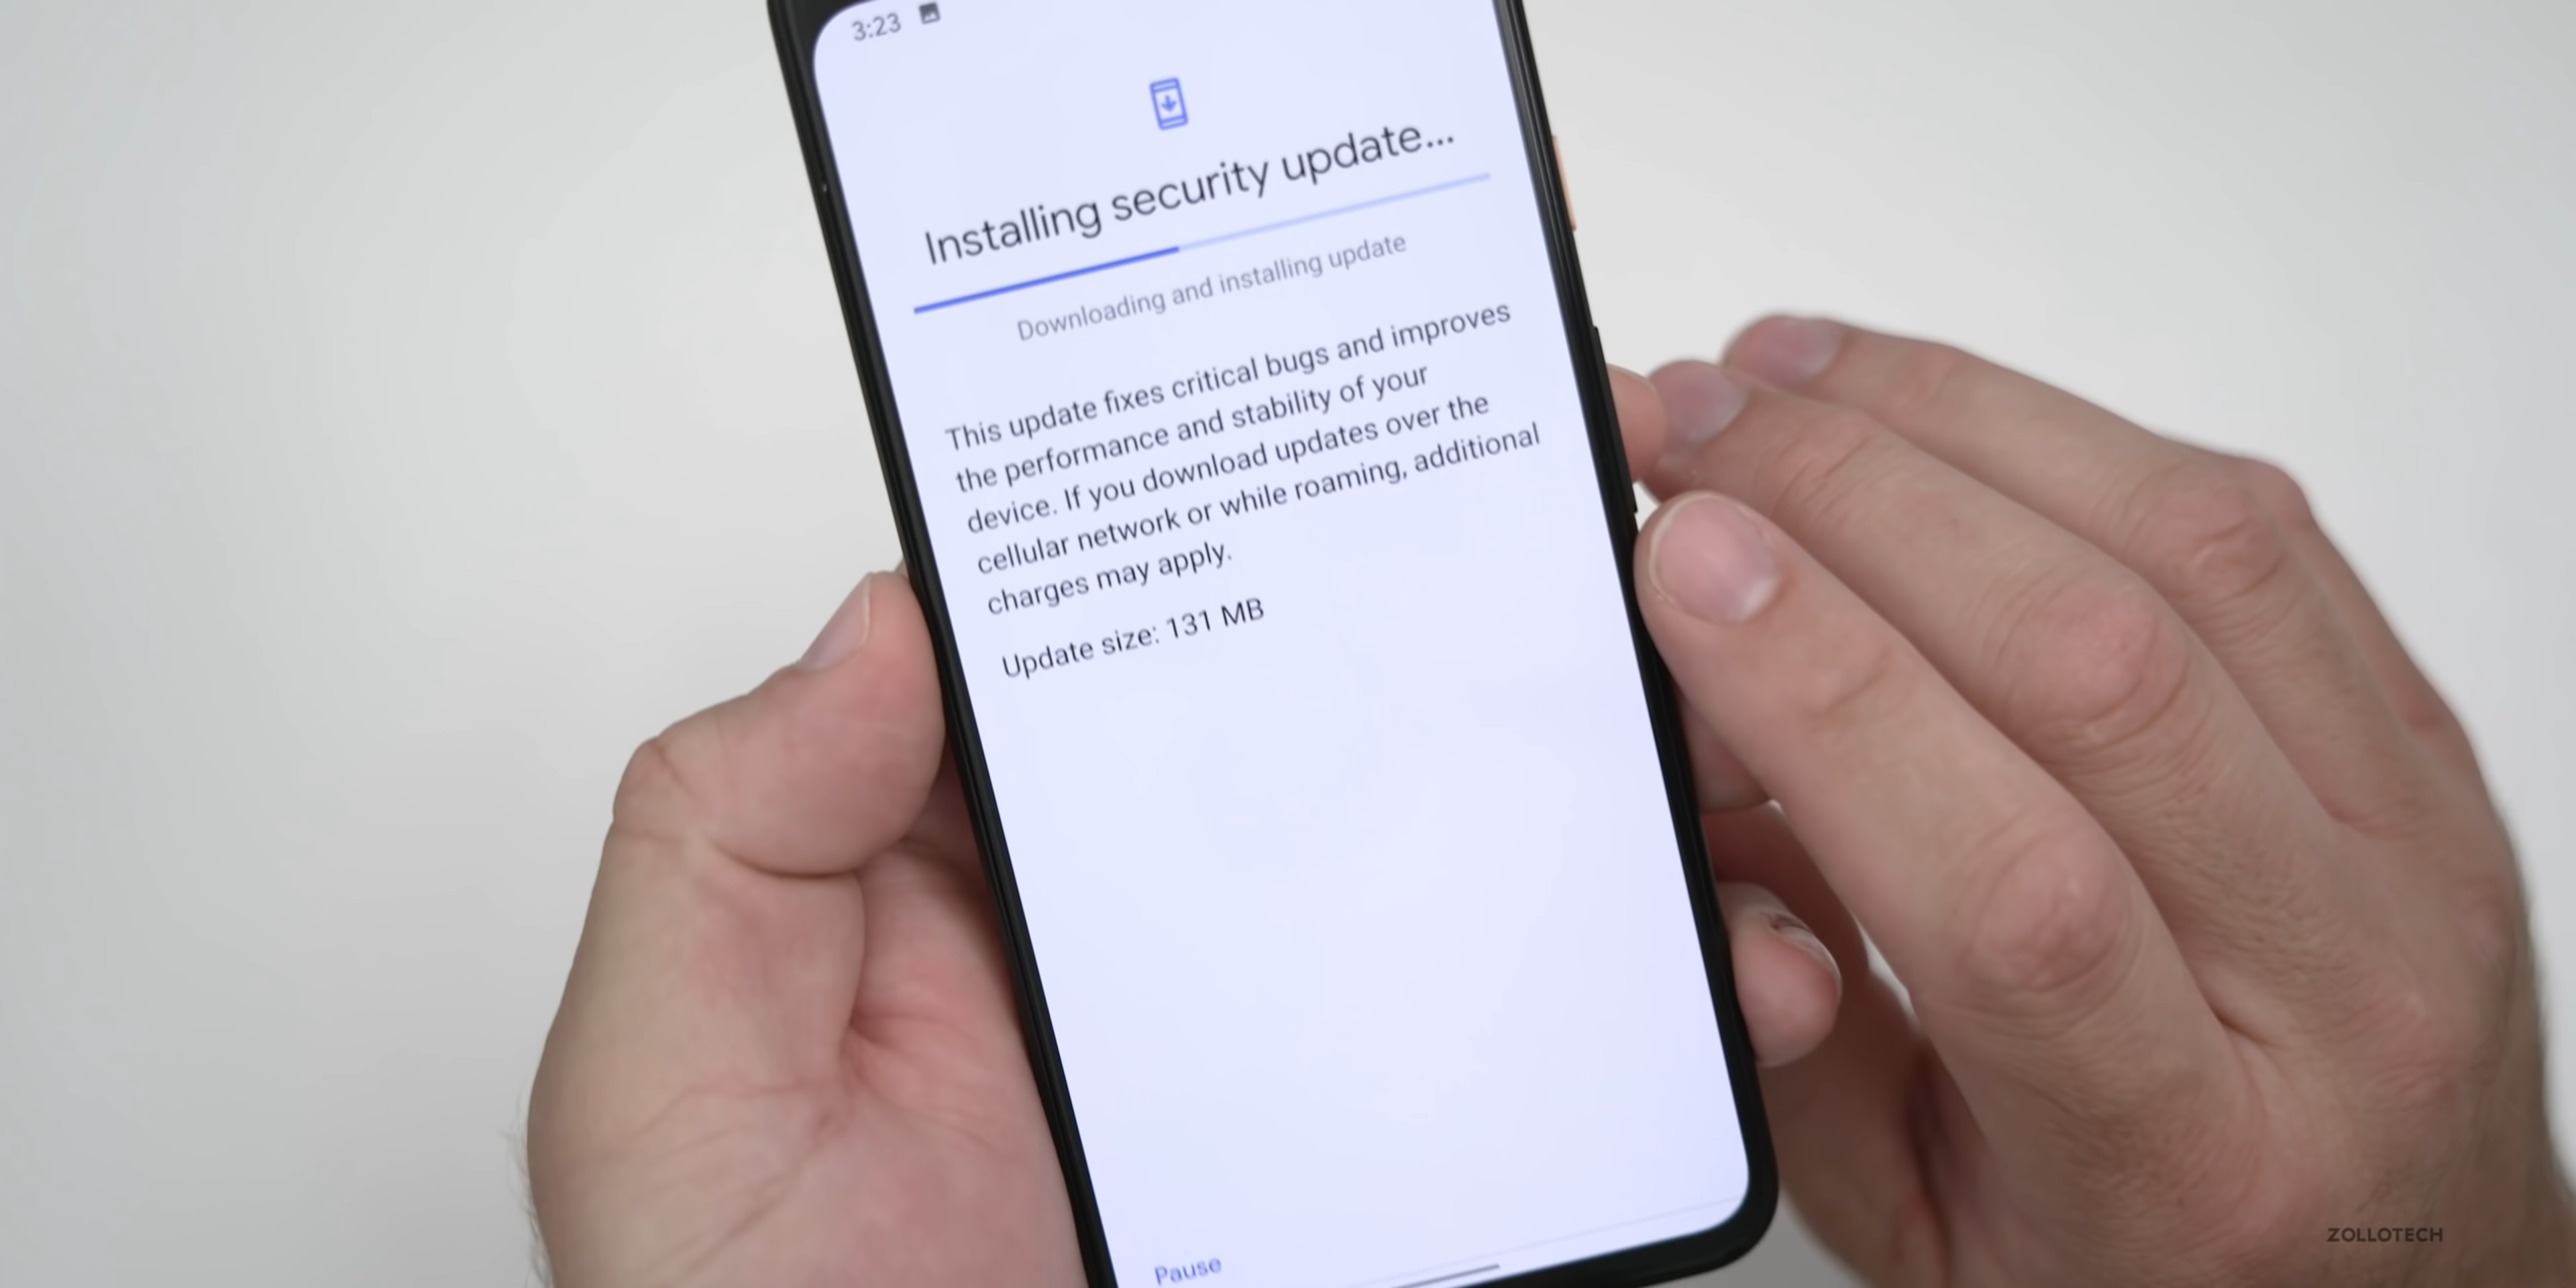 3:23
Installing security update...
Downloading and installing update
This update fixes critical bugs and improves
the performance and stability of your
device. If you download updates over the
cellular network or while roaming, additional
charges may apply.
Update size: 131 MB
Pause
ZOLLOTECH